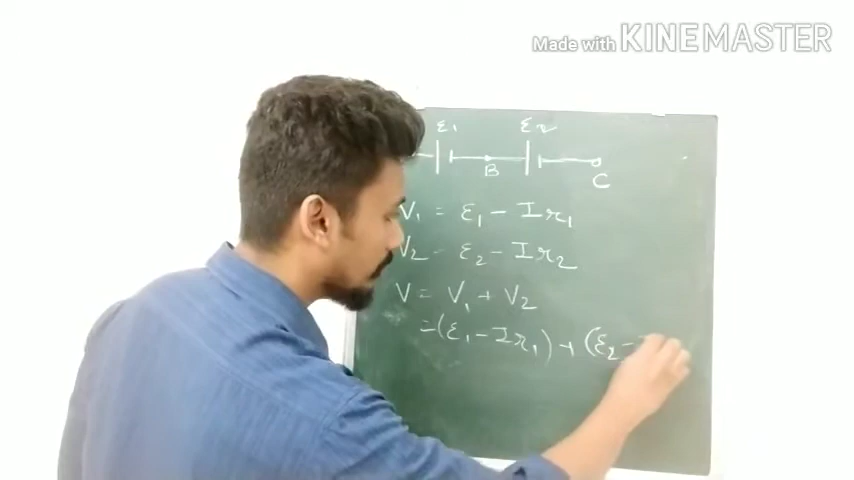 Made with KINEMASTER
ε₁ ε₂
B C
V₁ = ε₁ - Ir₁
V₂ = ε₂ - Ir₂
V = V₁ + V₂
= (ε₁ - Ir₁) + (ε₂ -